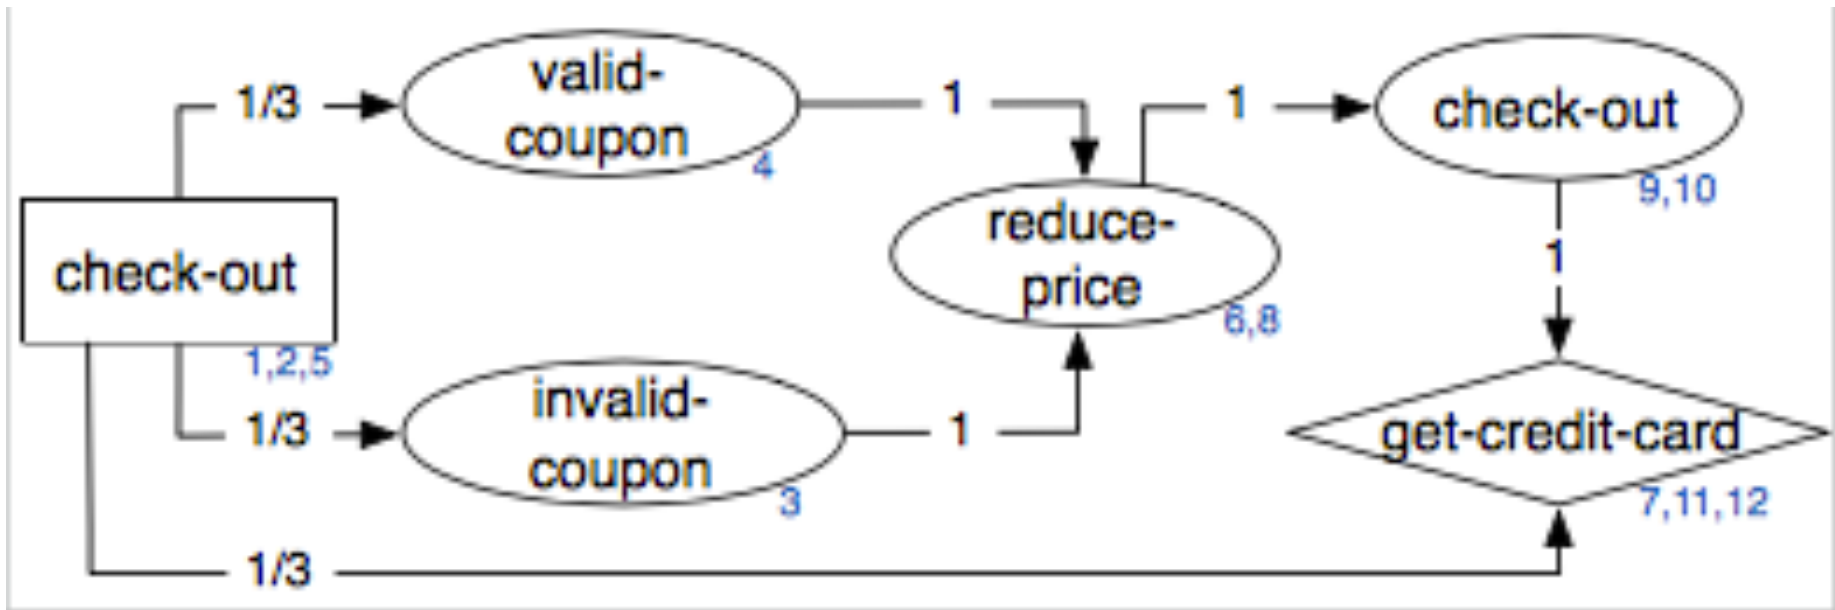 valid-
coupon
4
1/3
1
1
check-out
9,10
check-out
1,2,5
reduce-
price
6,8
1
1/3
invalid-
coupon
3
1
get-credit-card
7,11,12
1/3